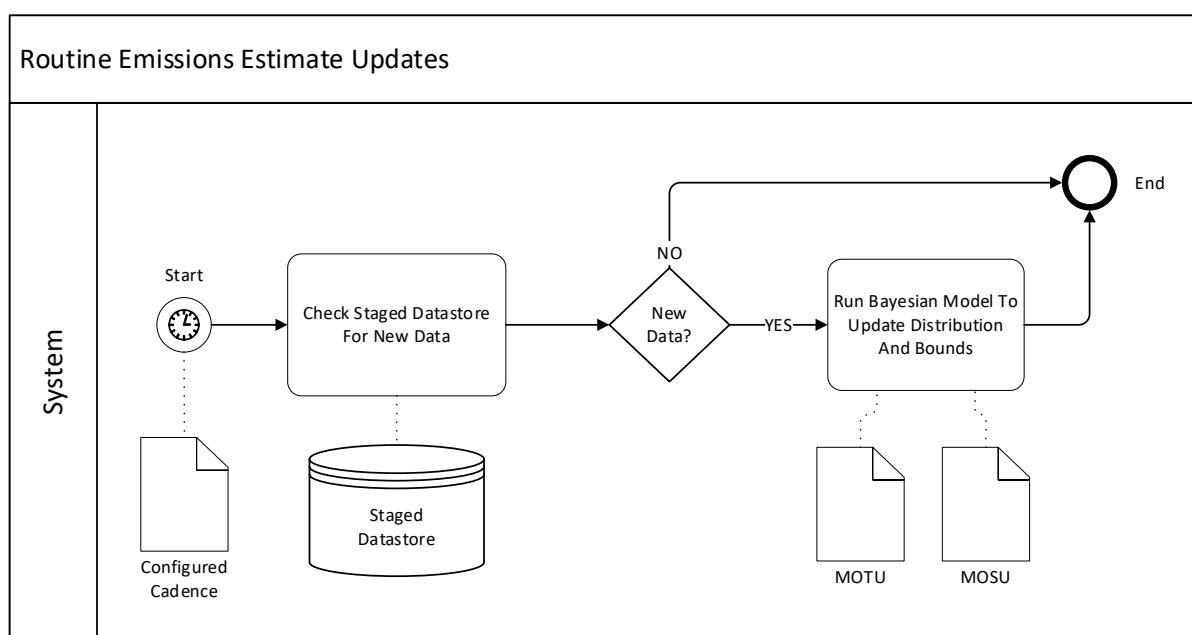 Routine Emissions Estimate Updates
System
Start
Check Staged Datastore
For New Data
New
Data?
NO
YES
Run Bayesian Model To
Update Distribution
And Bounds
End
Configured
Cadence
Staged
Datastore
MOTU
MOSU